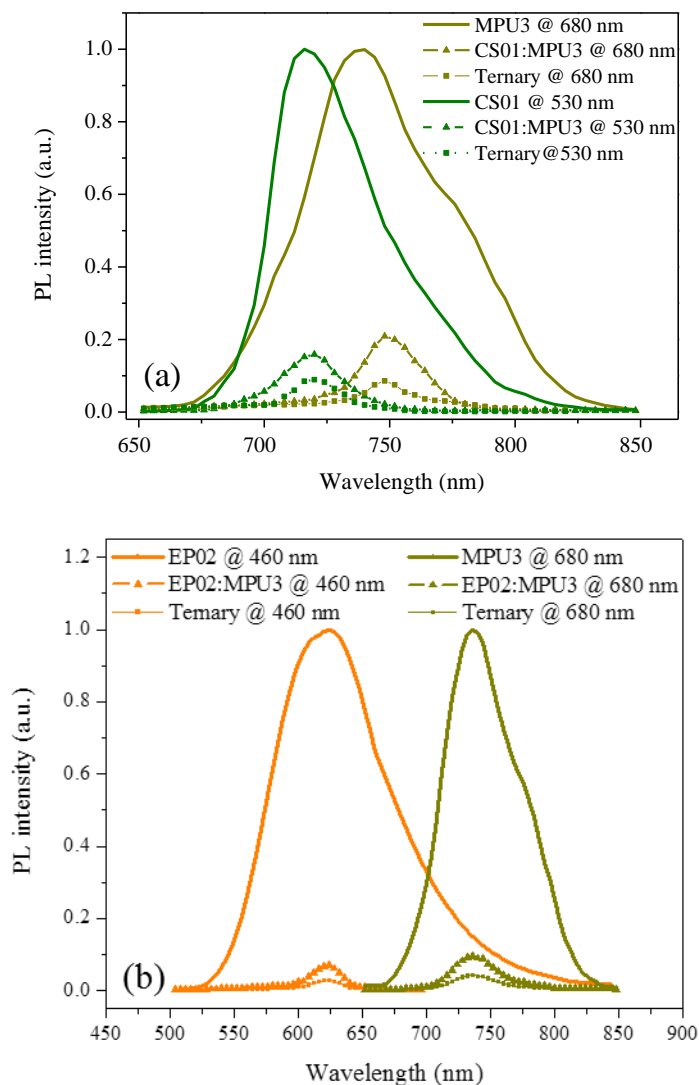 MPU3 @ 680 nm
CS01:MPU3 @ 680 nm
Ternary @ 680 nm
CS01 @ 530 nm
CS01:MPU3 @ 530 nm
Ternary@530 nm
1.0
0.8
0.6
0.4
0.2
0.0
PL intensity (a.u.)
(a)
650 700 750 800 850
Wavelength (nm)
EP02 @ 460 nm MPU3 @ 680 nm
EP02:MPU3 @ 460 nm EP02:MPU3 @ 680 nm
Ternary @ 460 nm Ternary @ 680 nm
1.2
1.0
0.8
0.6
0.4
0.2
0.0
PL intensity (a.u.)
(b)
450 500 550 600 650 700 750 800 850 900
Wavelength (nm)